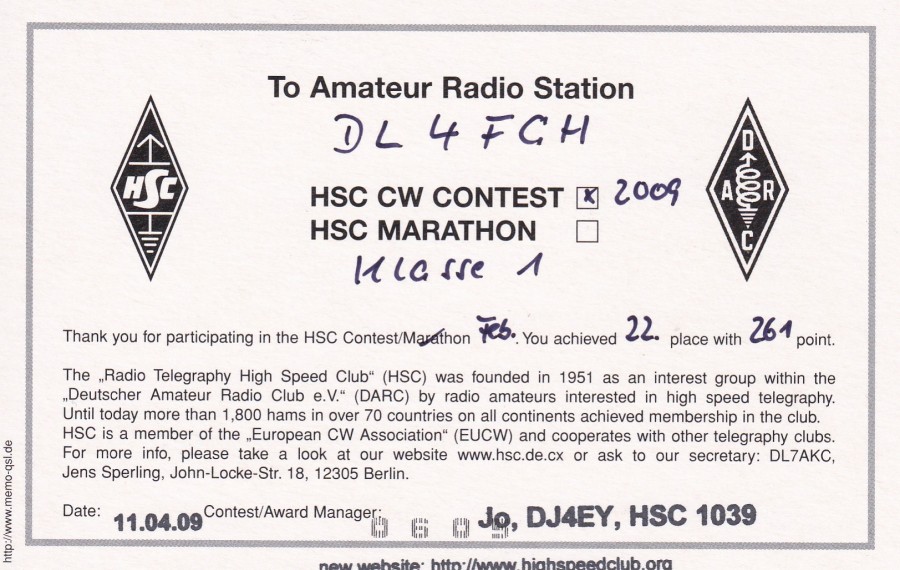 To Amateur Radio Station
DL4FCH
HSC
D
A R
C
HSC CW CONTEST x 2009
HSC MARATHON
Klasse 1
Thank you for participating in the HSC Contest/Marathon Feb. You achieved 22. place with 261 point.
The „Radio Telegraphy High Speed Club“ (HSC) was founded in 1951 as an interest group within the
„Deutscher Amateur Radio Club e.V.“ (DARC) by radio amateurs interested in high speed telegraphy.
Until today more than 1,800 hams in over 70 countries on all continents achieved membership in the club.
HSC is a member of the „European CW Association“ (EUCW) and cooperates with other telegraphy clubs.
For more info, please take a look at our website www.hsc.de.cx or ask to our secretary: DL7AKC,
Jens Sperling, John-Locke-Str. 18, 12305 Berlin.
Date: 11.04.09 Contest/Award Manager: Jo, DJ4EY, HSC 1039
new website: http://www.highspeedclub.org
http://www.memo-qsl.de